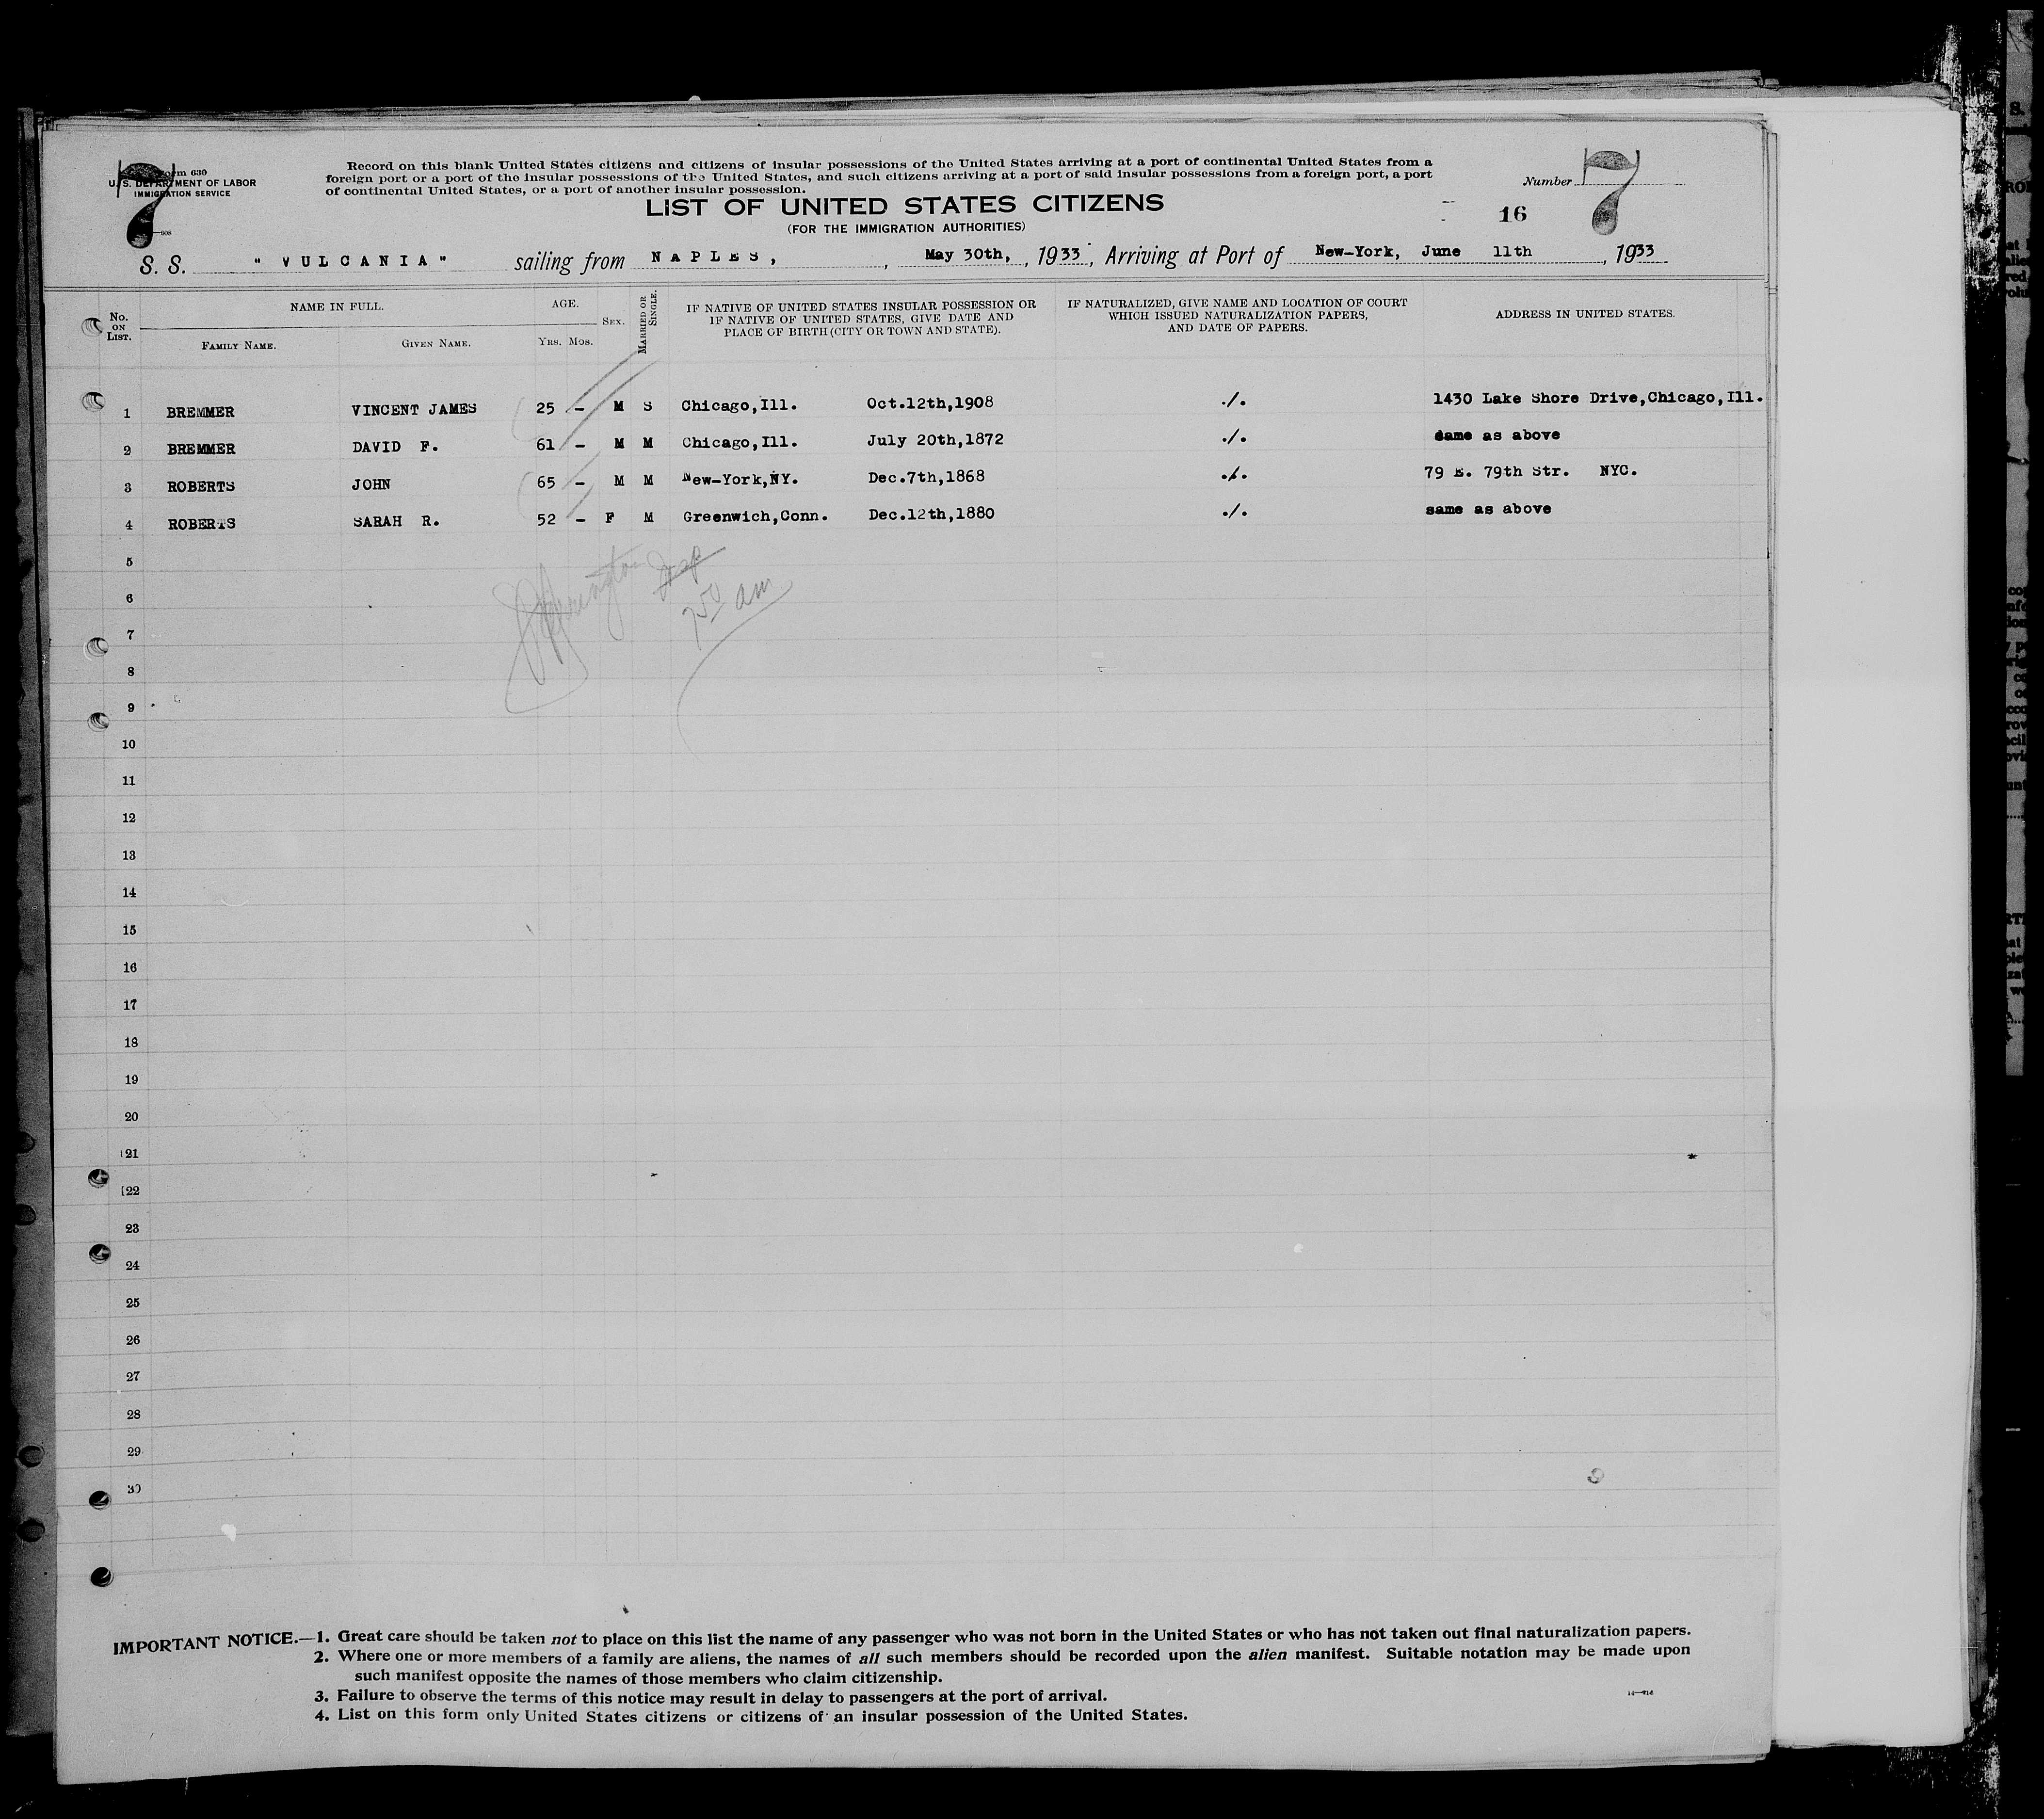 7
Form 630
U. S. DEPARTMENT OF LABOR
IMMIGRATION SERVICE
Record on this blank United States citizens and citizens of insular possessions of the United States arriving at a port of continental United States from a
foreign port or a port of the insular possessions of the United States, and such citizens arriving at a port of said insular possessions from a foreign port, a port
of continental United States, or a port of another insular possession.
Number 7
LIST OF UNITED STATES CITIZENS
16
(FOR THE IMMIGRATION AUTHORITIES)
S. S. " VULCANIA " sailing from NAPLES, , May 30th, , 1933, Arriving at Port of New-York, June 11th , 1933
No. ON LIST. NAME IN FULL. FAMILY NAME. GIVEN NAME. AGE. YRS. MOS. SEX. MARRIED OR SINGLE. IF NATIVE OF UNITED STATES INSULAR POSSESSION OR IF NATIVE OF UNITED STATES, GIVE DATE AND PLACE OF BIRTH (CITY OR TOWN AND STATE). IF NATURALIZED, GIVE NAME AND LOCATION OF COURT WHICH ISSUED NATURALIZATION PAPERS, AND DATE OF PAPERS. ADDRESS IN UNITED STATES.
1 BREMMER VINCENT JAMES 25 - M S Chicago,Ill. Oct.12th,1908 ./. 1430 Lake Shore Drive,Chicago,Ill.
2 BREMMER DAVID F. 61 - M M Chicago,Ill. July 20th,1872 ./. same as above
3 ROBERTS JOHN 65 - M M New-York,NY. Dec.7th,1868 ./. 79 E. 79th Str. NYC.
4 ROBERTS SARAH R. 52 - F M Greenwich,Conn. Dec.12th,1880 ./. same as above
5
6
750 am
7
8
9
10
11
12
13
14
15
16
17
18
19
20
21
22
23
24
25
26
27
28
29
30
IMPORTANT NOTICE.—1. Great care should be taken not to place on this list the name of any passenger who was not born in the United States or who has not taken out final naturalization papers.
2. Where one or more members of a family are aliens, the names of all such members should be recorded upon the alien manifest. Suitable notation may be made upon
such manifest opposite the names of those members who claim citizenship.
3. Failure to observe the terms of this notice may result in delay to passengers at the port of arrival.
4. List on this form only United States citizens or citizens of an insular possession of the United States.